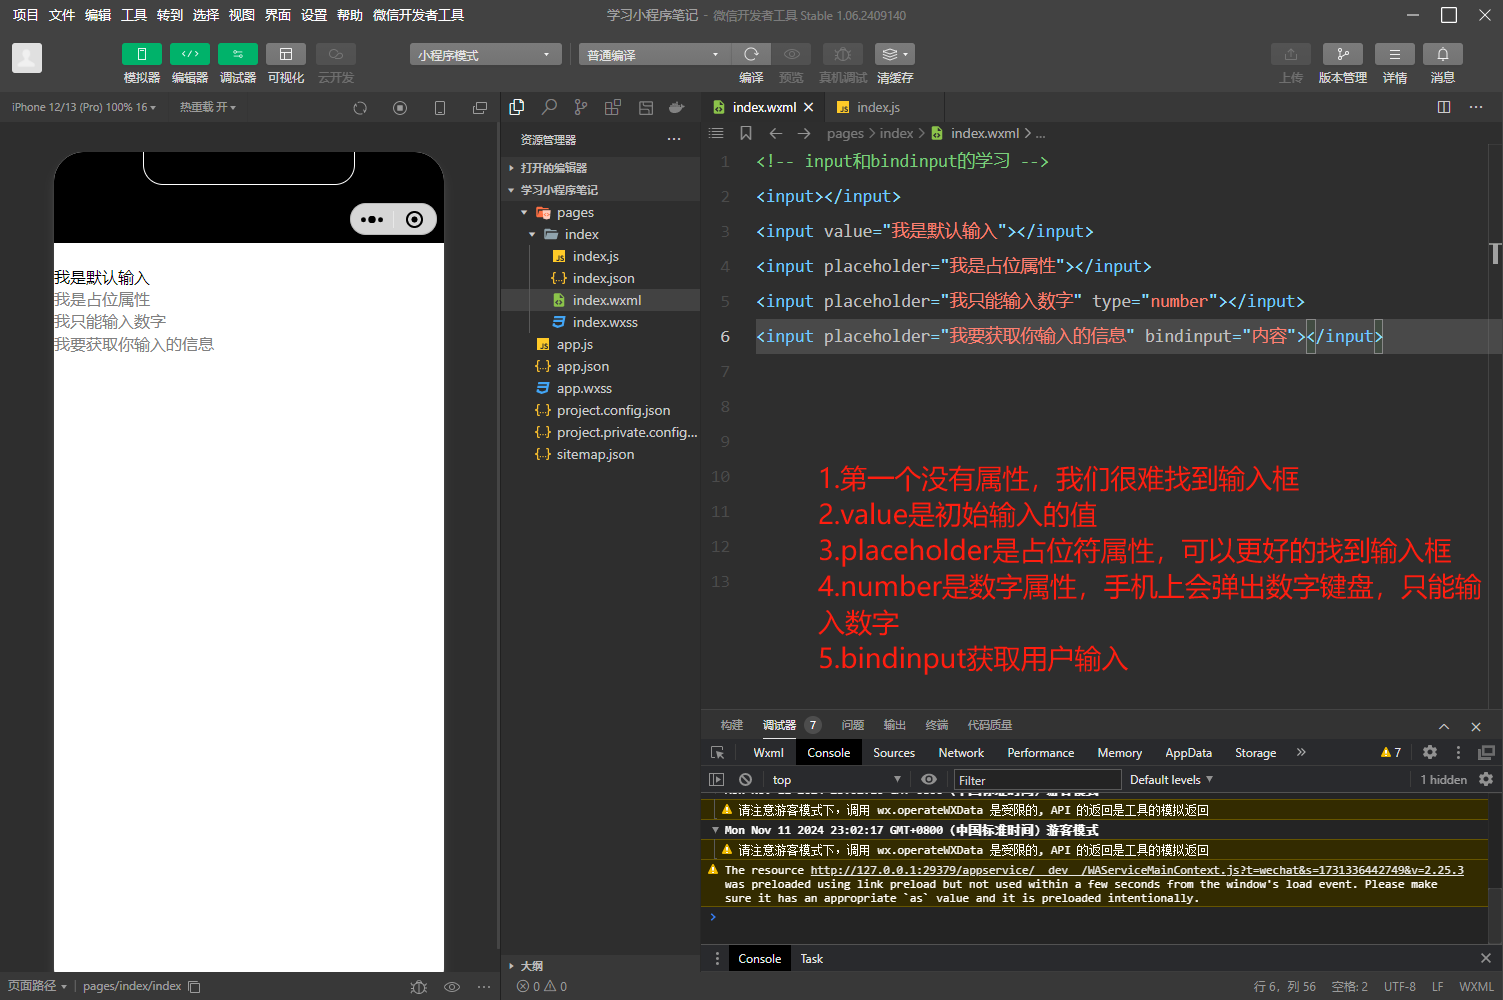 项目 文件 编辑 工具 转到 选择 视图 界面 设置 帮助 微信开发者工具
学习小程序笔记 - 微信开发者工具 Stable 1.06.2409140
模拟器 编辑器 调试器 可视化 云开发
小程序模式
普通编译
编译 预览 真机调试 清缓存
上传 版本管理 详情 消息
iPhone 12/13 (Pro) 100% 16
热重载 开
我是默认输入
我是占位属性
我只能输入数字
我要获取你输入的信息
页面路径 | pages/index/index
资源管理器
打开的编辑器
学习小程序笔记
pages
index
index.js
index.json
index.wxml
index.wxss
app.js
app.json
app.wxss
project.config.json
project.private.config...
sitemap.json
大纲
0 0
index.wxml
index.js
pages > index > index.wxml > ...
1 <!-- input和bindinput的学习 -->
2 <input></input>
3 <input value="我是默认输入"></input>
4 <input placeholder="我是占位属性"></input>
5 <input placeholder="我只能输入数字" type="number"></input>
6 <input placeholder="我要获取你输入的信息" bindinput="内容"></input>
7
8
9
10
11
12
13
1.第一个没有属性，我们很难找到输入框
2.value是初始输入的值
3.placeholder是占位符属性，可以更好的找到输入框
4.number是数字属性，手机上会弹出数字键盘，只能输
入数字
5.bindinput获取用户输入
构建 调试器 7 问题 输出 终端 代码质量
Wxml Console Sources Network Performance Memory AppData Storage » 7
top Filter Default levels 1 hidden
请注意游客模式下，调用 wx.operateWXData 是受限的, API 的返回是工具的模拟返回
Mon Nov 11 2024 23:02:17 GMT+0800 (中国标准时间) 游客模式
请注意游客模式下，调用 wx.operateWXData 是受限的, API 的返回是工具的模拟返回
The resource http://127.0.0.1:29379/appservice/__dev__/WAServiceMainContext.js?t=wechat&s=1731336442749&v=2.25.3
was preloaded using link preload but not used within a few seconds from the window's load event. Please make
sure it has an appropriate `as` value and it is preloaded intentionally.
Console Task
行 6，列 56 空格: 2 UTF-8 LF WXML